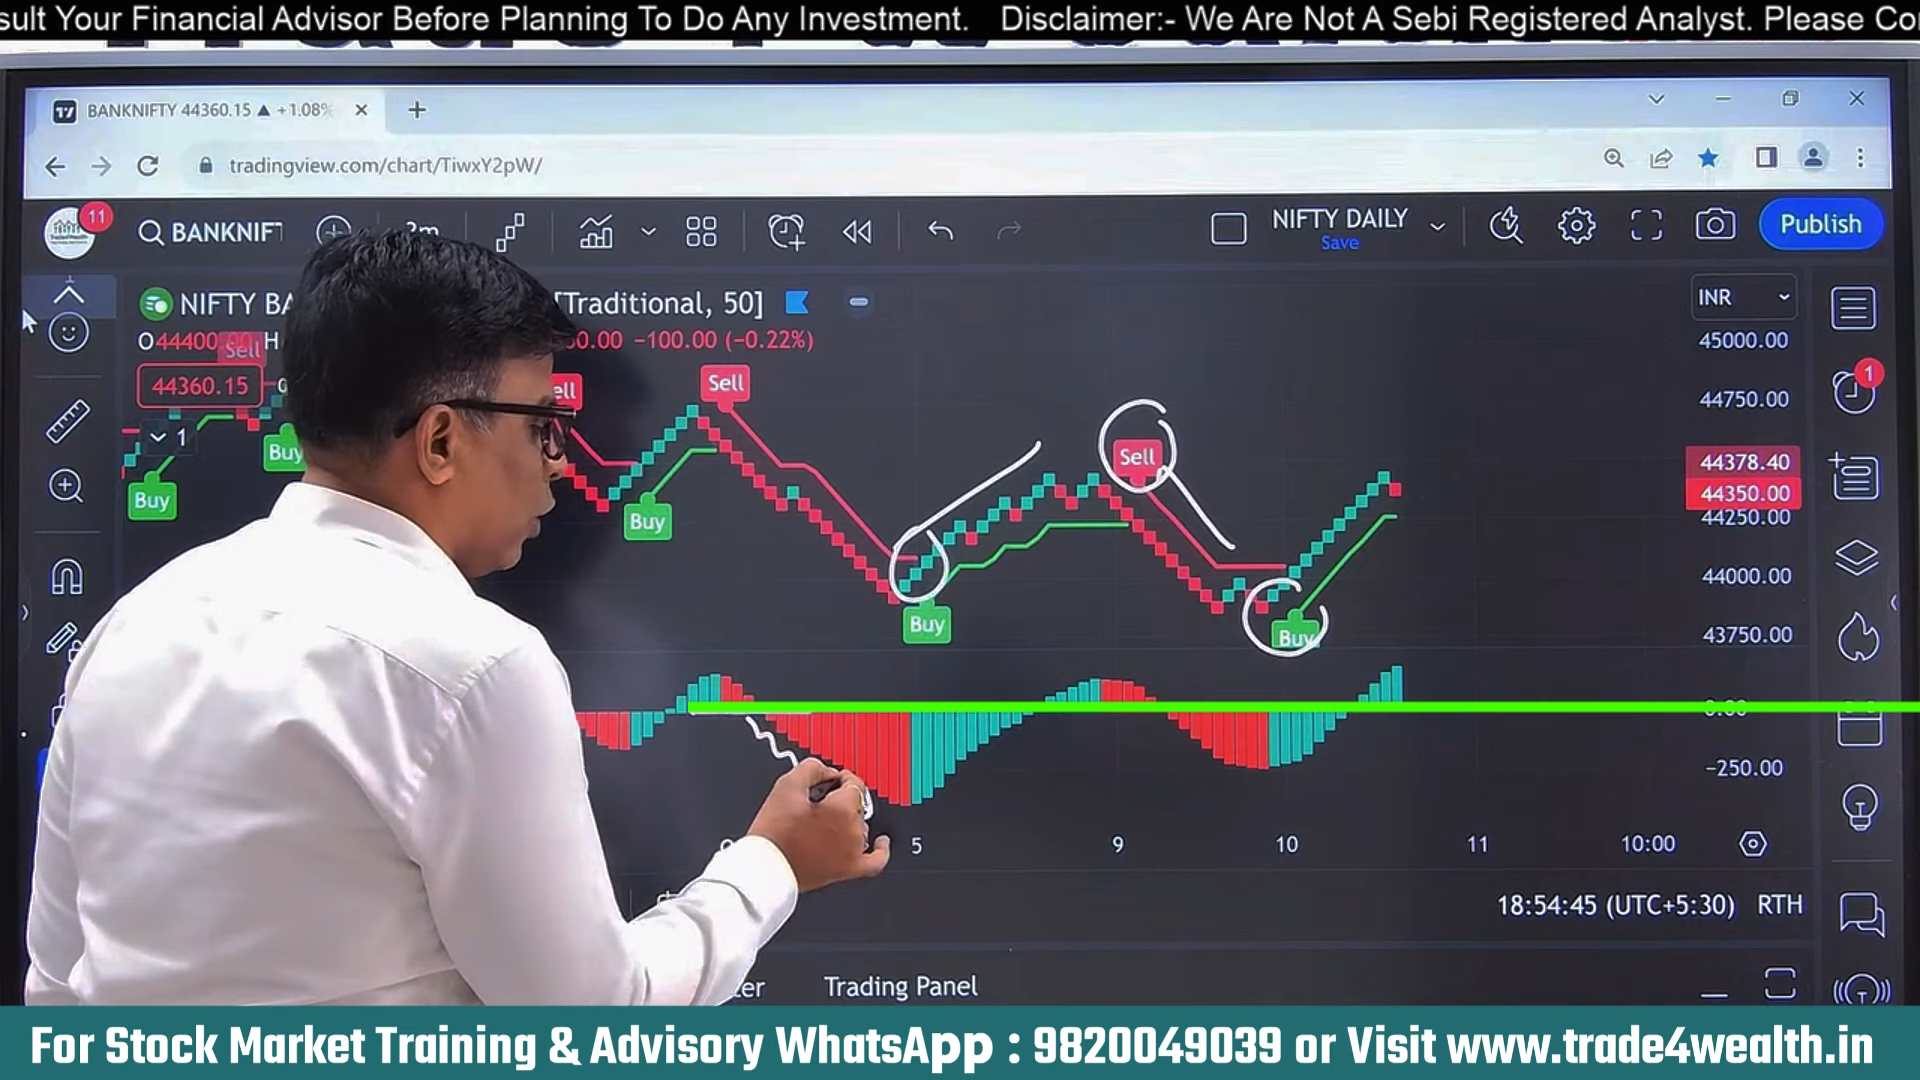 sult Your Financial Advisor Before Planning To Do Any Investment. Disclaimer:- We Are Not A Sebi Registered Analyst. Please Co
BANKNIFTY 44360.15 ▲ +1.08%
tradingview.com/chart/TiwxY2pW/
11
BANKNIF
NIFTY DAILY
Save
Publish
NIFTY BA
[Traditional, 50]
INR
O44400
H
−100.00 (−0.22%)
Sell
44360.15
1
45000.00
44750.00
44378.40
44350.00
44250.00
44000.00
43750.00
0.00
−250.00
1
Buy
Buy
ell
Buy
Sell
Buy
Sell
Buy
5
9
10
11
10:00
18:54:45 (UTC+5:30)
RTH
Trading Panel
For Stock Market Training & Advisory WhatsApp : 9820049039 or Visit www.trade4wealth.in